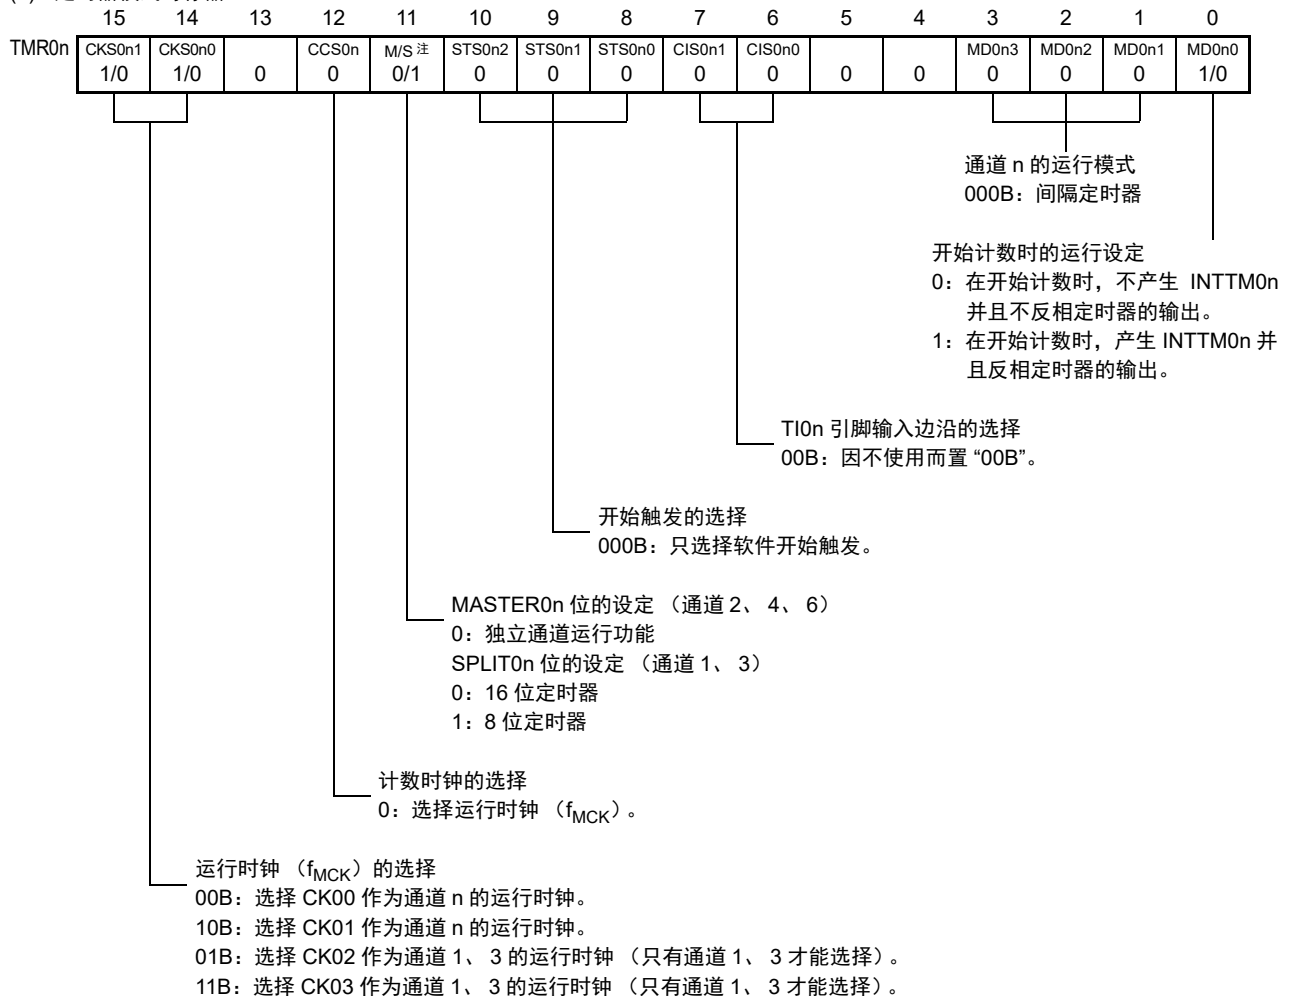 15 14 13 12 11 10 9 8 7 6 5 4 3 2 1 0
TMR0n CKS0n1 CKS0n0 CCS0n M/S 注 STS0n2 STS0n1 STS0n0 CIS0n1 CIS0n0 MD0n3 MD0n2 MD0n1 MD0n0
1/0 1/0 0 0 0/1 0 0 0 0 0 0 0 0 0 0 1/0
通道 n 的运行模式
000B：间隔定时器
开始计数时的运行设定
0：在开始计数时，不产生 INTTM0n
并且不反相定时器的输出。
1：在开始计数时，产生 INTTM0n 并
且反相定时器的输出。
TI0n 引脚输入边沿的选择
00B：因不使用而置 “00B”。
开始触发的选择
000B：只选择软件开始触发。
MASTER0n 位的设定 （通道 2、 4、 6）
0：独立通道运行功能
SPLIT0n 位的设定 （通道 1、 3）
0：16 位定时器
1：8 位定时器
计数时钟的选择
0：选择运行时钟 （fMCK）。
运行时钟 （fMCK）的选择
00B：选择 CK00 作为通道 n 的运行时钟。
10B：选择 CK01 作为通道 n 的运行时钟。
01B：选择 CK02 作为通道 1、 3 的运行时钟 （只有通道 1、 3 才能选择）。
11B：选择 CK03 作为通道 1、 3 的运行时钟 （只有通道 1、 3 才能选择）。